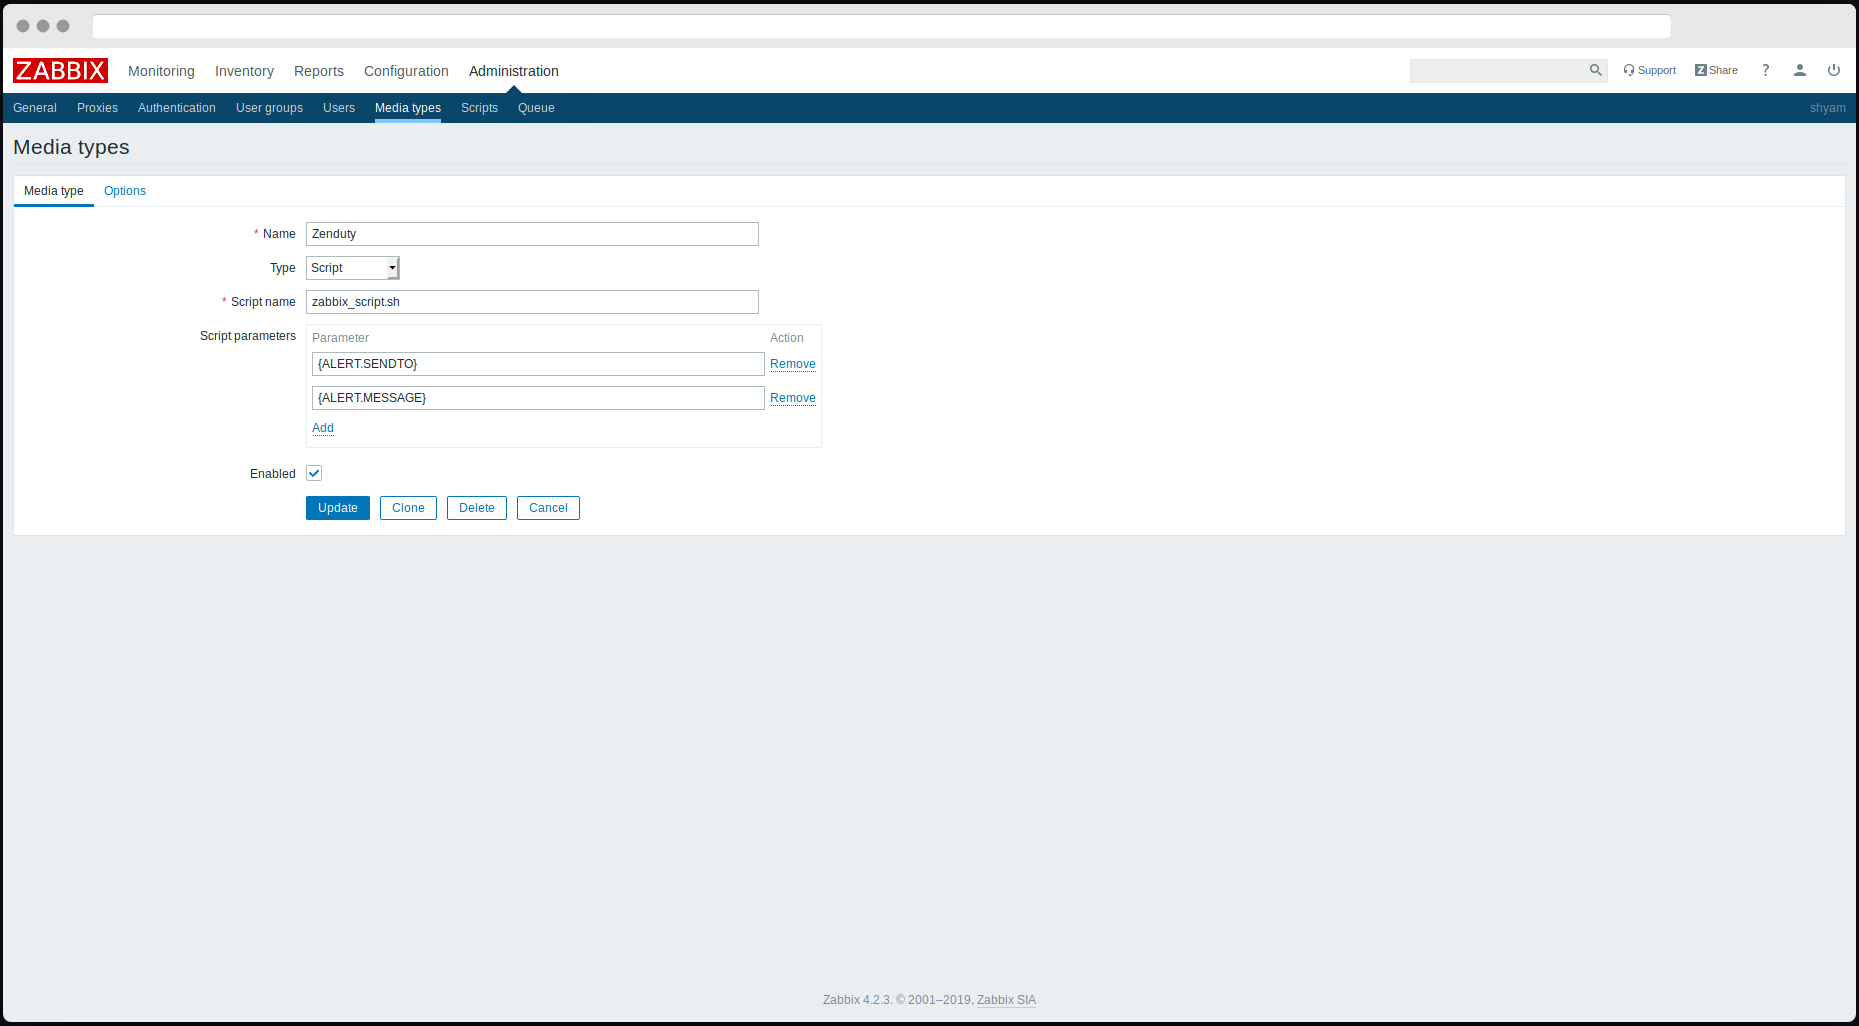 ZABBIX Monitoring Inventory Reports Configuration Administration Support Z Share ?
General Proxies Authentication User groups Users Media types Scripts Queue shyam
Media types
Media type Options
* Name Zenduty
Type Script
* Script name zabbix_script.sh
Script parameters Parameter Action
{ALERT.SENDTO} Remove
{ALERT.MESSAGE} Remove
Add
Enabled
Update Clone Delete Cancel
Zabbix 4.2.3. © 2001–2019, Zabbix SIA